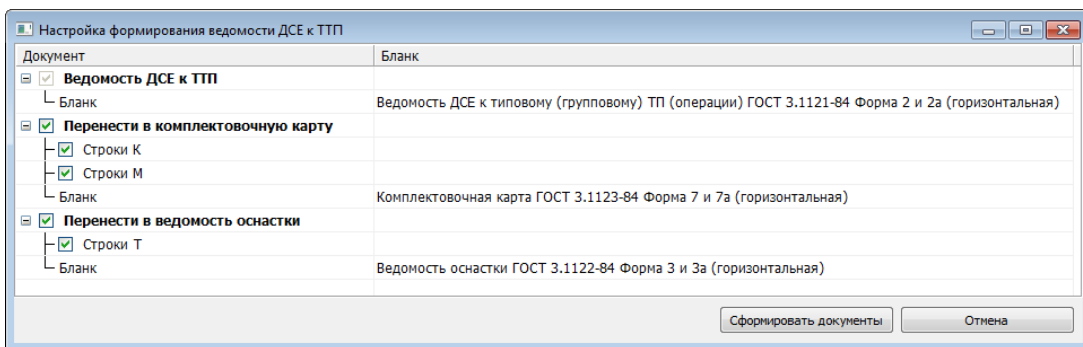 Настройка формирования ведомости ДСЕ к ТТП
Документ Бланк
Ведомость ДСЕ к ТТП
Бланк Ведомость ДСЕ к типовому (групповому) ТП (операции) ГОСТ 3.1121-84 Форма 2 и 2а (горизонтальная)
Перенести в комплектовочную карту
Строки К
Строки М
Бланк Комплектовочная карта ГОСТ 3.1123-84 Форма 7 и 7а (горизонтальная)
Перенести в ведомость оснастки
Строки Т
Бланк Ведомость оснастки ГОСТ 3.1122-84 Форма 3 и 3а (горизонтальная)
Сформировать документы Отмена